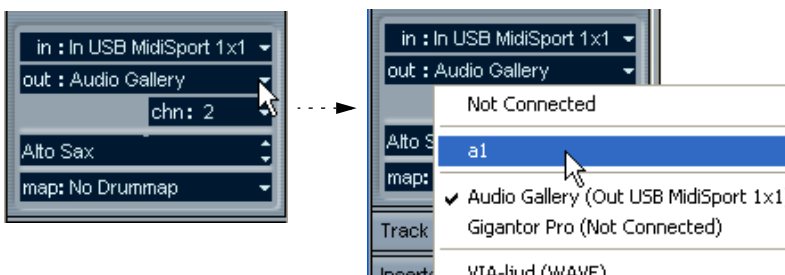 in : In USB MidiSport 1x1
out : Audio Gallery
chn: 2
Alto Sax
map: No Drummap
in : In USB MidiSport 1x1
out : Audio Gallery
Not Connected
Alto S
a1
map:
Audio Gallery (Out USB MidiSport 1x1
Track
Gigantor Pro (Not Connected)
Inserts
VIA-ljud (WAVE)